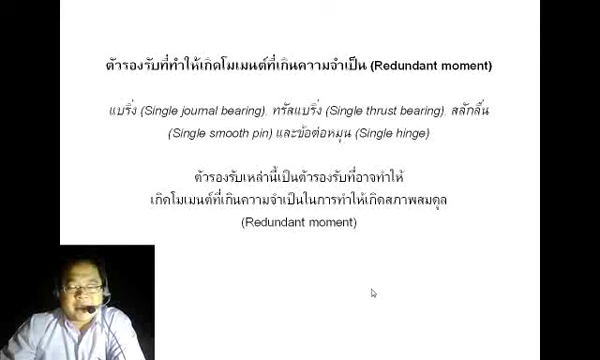 ตัวรองรับที่ทำให้เกิดโมเมนต์ที่เกินความจำเป็น (Redundant moment)
แบริ่ง (Single journal bearing), ทรัสแบริ่ง (Single thrust bearing), สลักลื่น
(Single smooth pin) และข้อต่อหมุน (Single hinge)
ตัวรองรับเหล่านี้เป็นตัวรองรับที่อาจทำให้
เกิดโมเมนต์ที่เกินความจำเป็นในการทำให้เกิดสภาพสมดุล
(Redundant moment)